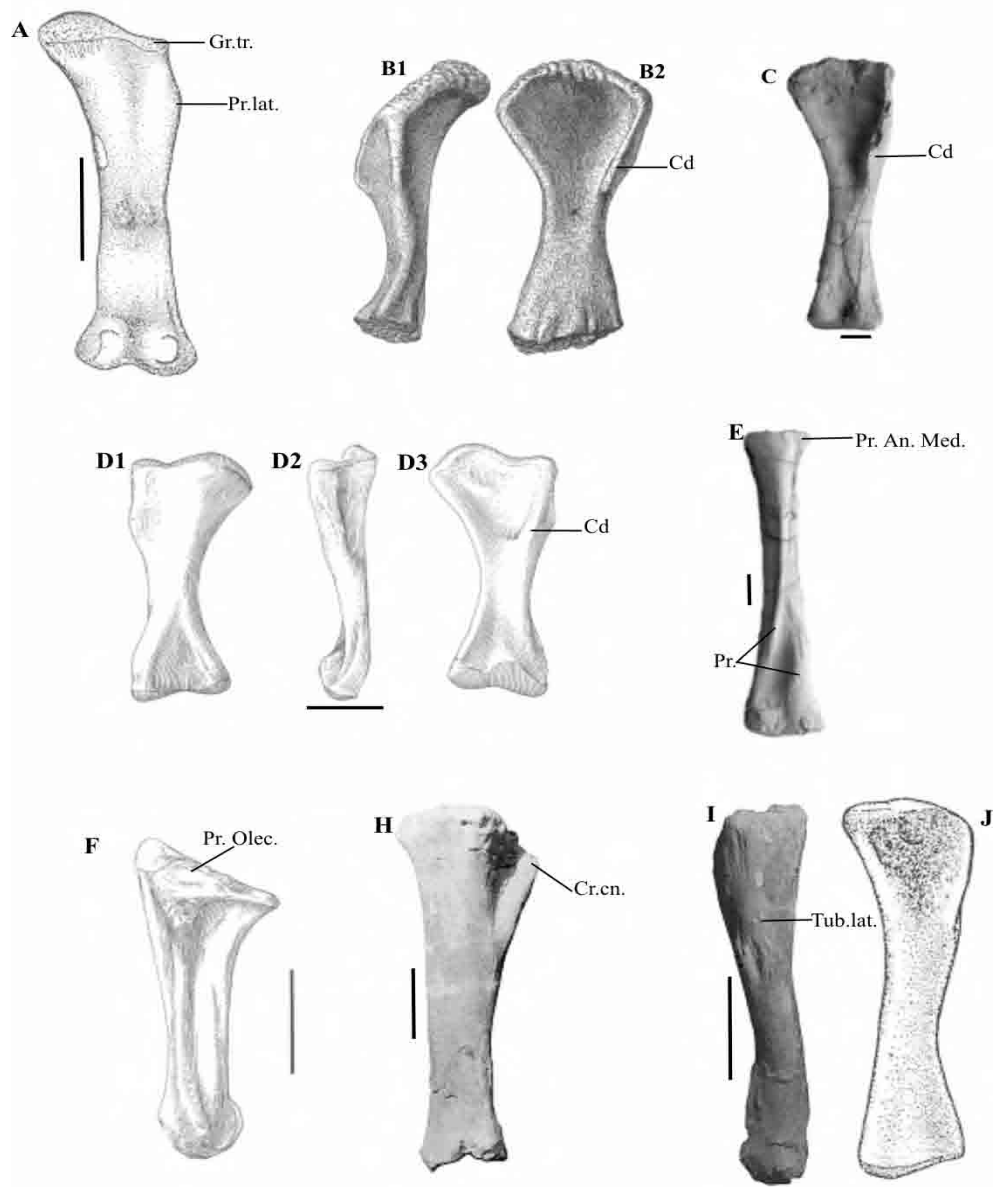 A
Gr.tr.
Pr.lat.
B1
B2
Cd
C
Cd
D1
D2
D3
Cd
E
Pr. An. Med.
Pr.
F
Pr. Olec.
H
Cr.cn.
I
Tub.lat.
J